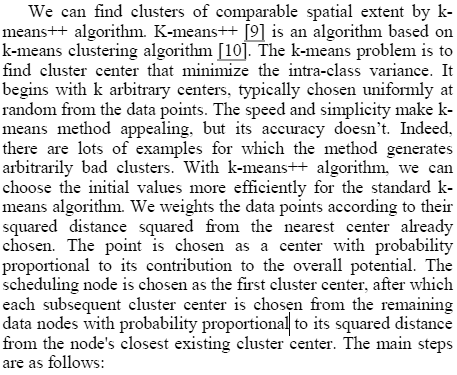 We can find clusters of comparable spatial extent by k-
means++ algorithm. K-means++ [9] is an algorithm based on
k-means clustering algorithm [10]. The k-means problem is to
find cluster center that minimize the intra-class variance. It
begins with k arbitrary centers, typically chosen uniformly at
random from the data points. The speed and simplicity make k-
means method appealing, but its accuracy doesn't. Indeed,
there are lots of examples for which the method generates
arbitrarily bad clusters. With k-means++ algorithm, we can
choose the initial values more efficiently for the standard k-
means algorithm. We weights the data points according to their
squared distance squared from the nearest center already
chosen. The point is chosen as a center with probability
proportional to its contribution to the overall potential. The
scheduling node is chosen as the first cluster center, after which
each subsequent cluster center is chosen from the remaining
data nodes with probability proportional to its squared distance
from the node's closest existing cluster center. The main steps
are as follows: